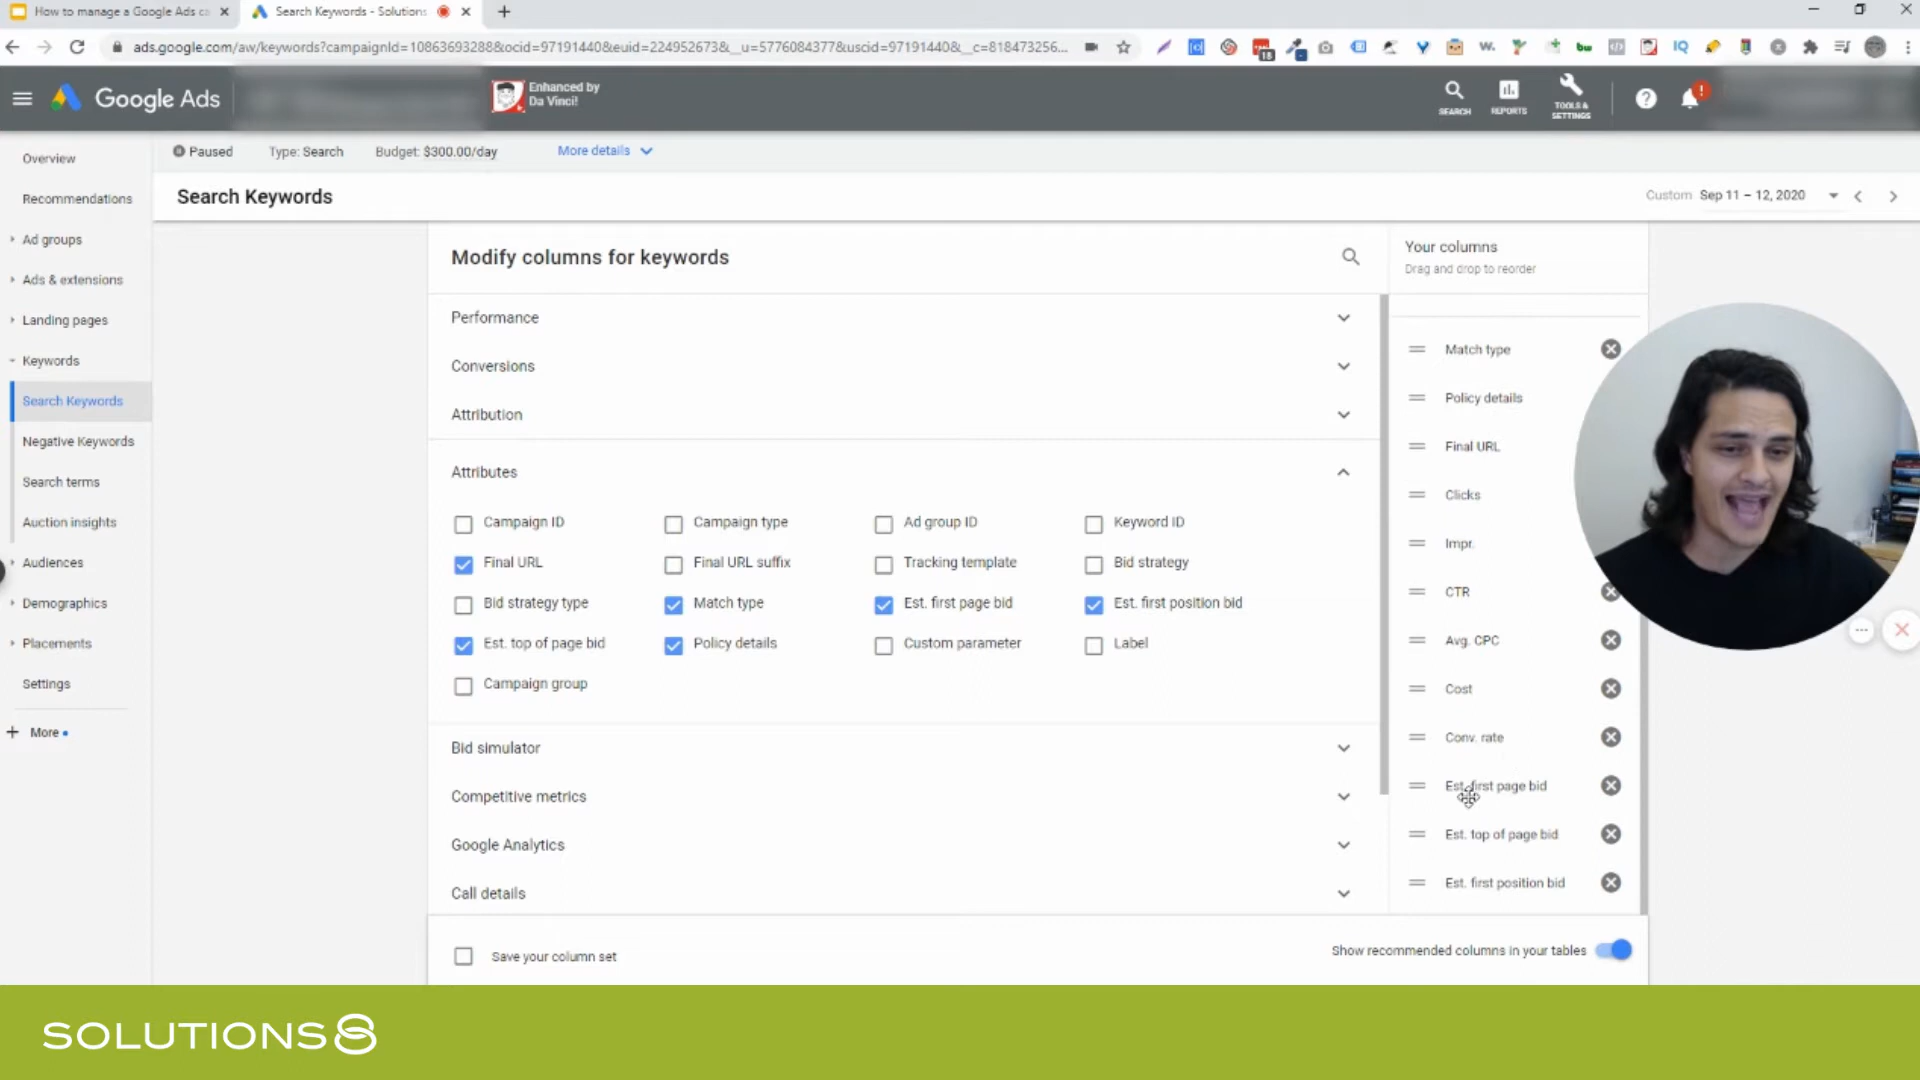 How to manage a Google Ads ca
Search Keywords - Solutions
ads.google.com/aw/keywords?campaignId=10863693288&ocid=97191440&euid=224952673&__u=5776084377&uscid=97191440&__c=818473256...
Google Ads
Enhanced by
Da Vinci!
SEARCH
REPORTS
TOOLS &
SETTINGS
Paused
Type: Search
Budget: $300.00/day
More details
Search Keywords
Custom Sep 11 – 12, 2020
Overview
Recommendations
Ad groups
Ads & extensions
Landing pages
Keywords
Search Keywords
Negative Keywords
Search terms
Auction insights
Audiences
Demographics
Placements
Settings
+ More
Modify columns for keywords
Performance
Conversions
Attribution
Attributes
Campaign ID
Campaign type
Ad group ID
Keyword ID
Final URL
Final URL suffix
Tracking template
Bid strategy
Bid strategy type
Match type
Est. first page bid
Est. first position bid
Est. top of page bid
Policy details
Custom parameter
Label
Campaign group
Bid simulator
Competitive metrics
Google Analytics
Call details
Save your column set
Show recommended columns in your tables
Your columns
Drag and drop to reorder
Match type
Policy details
Final URL
Clicks
Impr.
CTR
Avg. CPC
Cost
Conv. rate
Est. first page bid
Est. top of page bid
Est. first position bid
SOLUTIONS 8